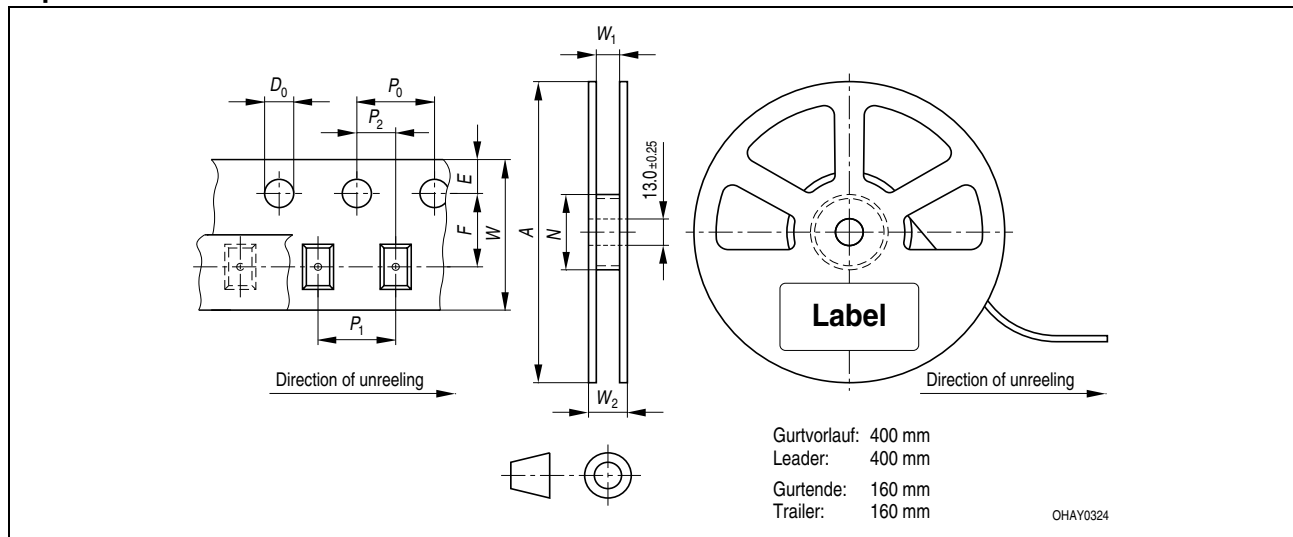 W1
D0
P0
P2
E
F
W
A
N
13.0±0.25
P1
W2
Label
Direction of unreeling
Direction of unreeling
Gurtvorlauf: 400 mm
Leader: 400 mm
Gurtende: 160 mm
Trailer: 160 mm
OHAY0324